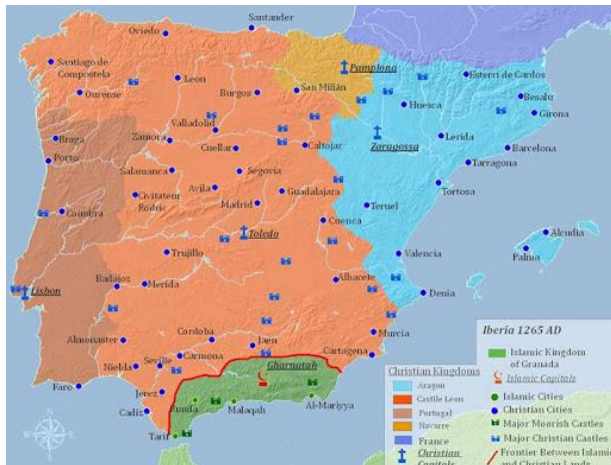 Santander
Oviedo
Santiago de
Compostela
Leon
Ourense
Burgos
San Millán
Pamplona
Esterri de Cardos
Besalu
Girona
Huesca
Braga
Porto
Zamora
Valladolid
Cuellar
Caltojar
Zaragossa
Lerida
Barcelona
Tarragona
Salamanca
Segovia
Avila
Guadalajara
Tortosa
Civitatem
Rodric
Madrid
Coimbra
Toledo
Cuenca
Teruel
Alcudia
Palma
Trujillo
Valencia
Lisbon
Badajoz
Merida
Albacete
Denia
Almonaster
Cordoba
Jaen
Murcia
Niebla
Seville
Carmona
Gharnatah
Cartagena
Faro
Jerez
Cadiz
Runda
Malaqah
Al-Mariyya
Tarif
Iberia 1265 AD
Islamic Kingdom
of Granada
Islamic Capitals
Islamic Cities
Christian Cities
Major Moorish Castles
Major Christian Castles
Frontier Between Islamic
and Christian Lands
Christian Kingdoms
Aragon
Castile Leon
Portugal
Navarre
France
Christian
Capitals